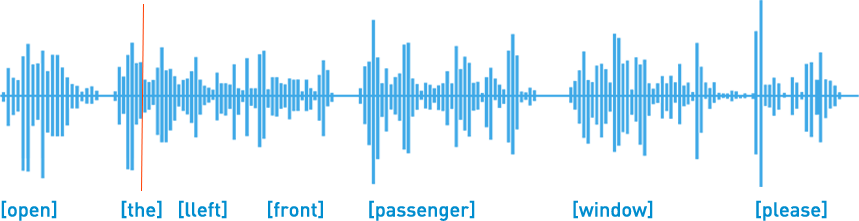 [open] [the] [lleft] [front] [passenger] [window] [please]